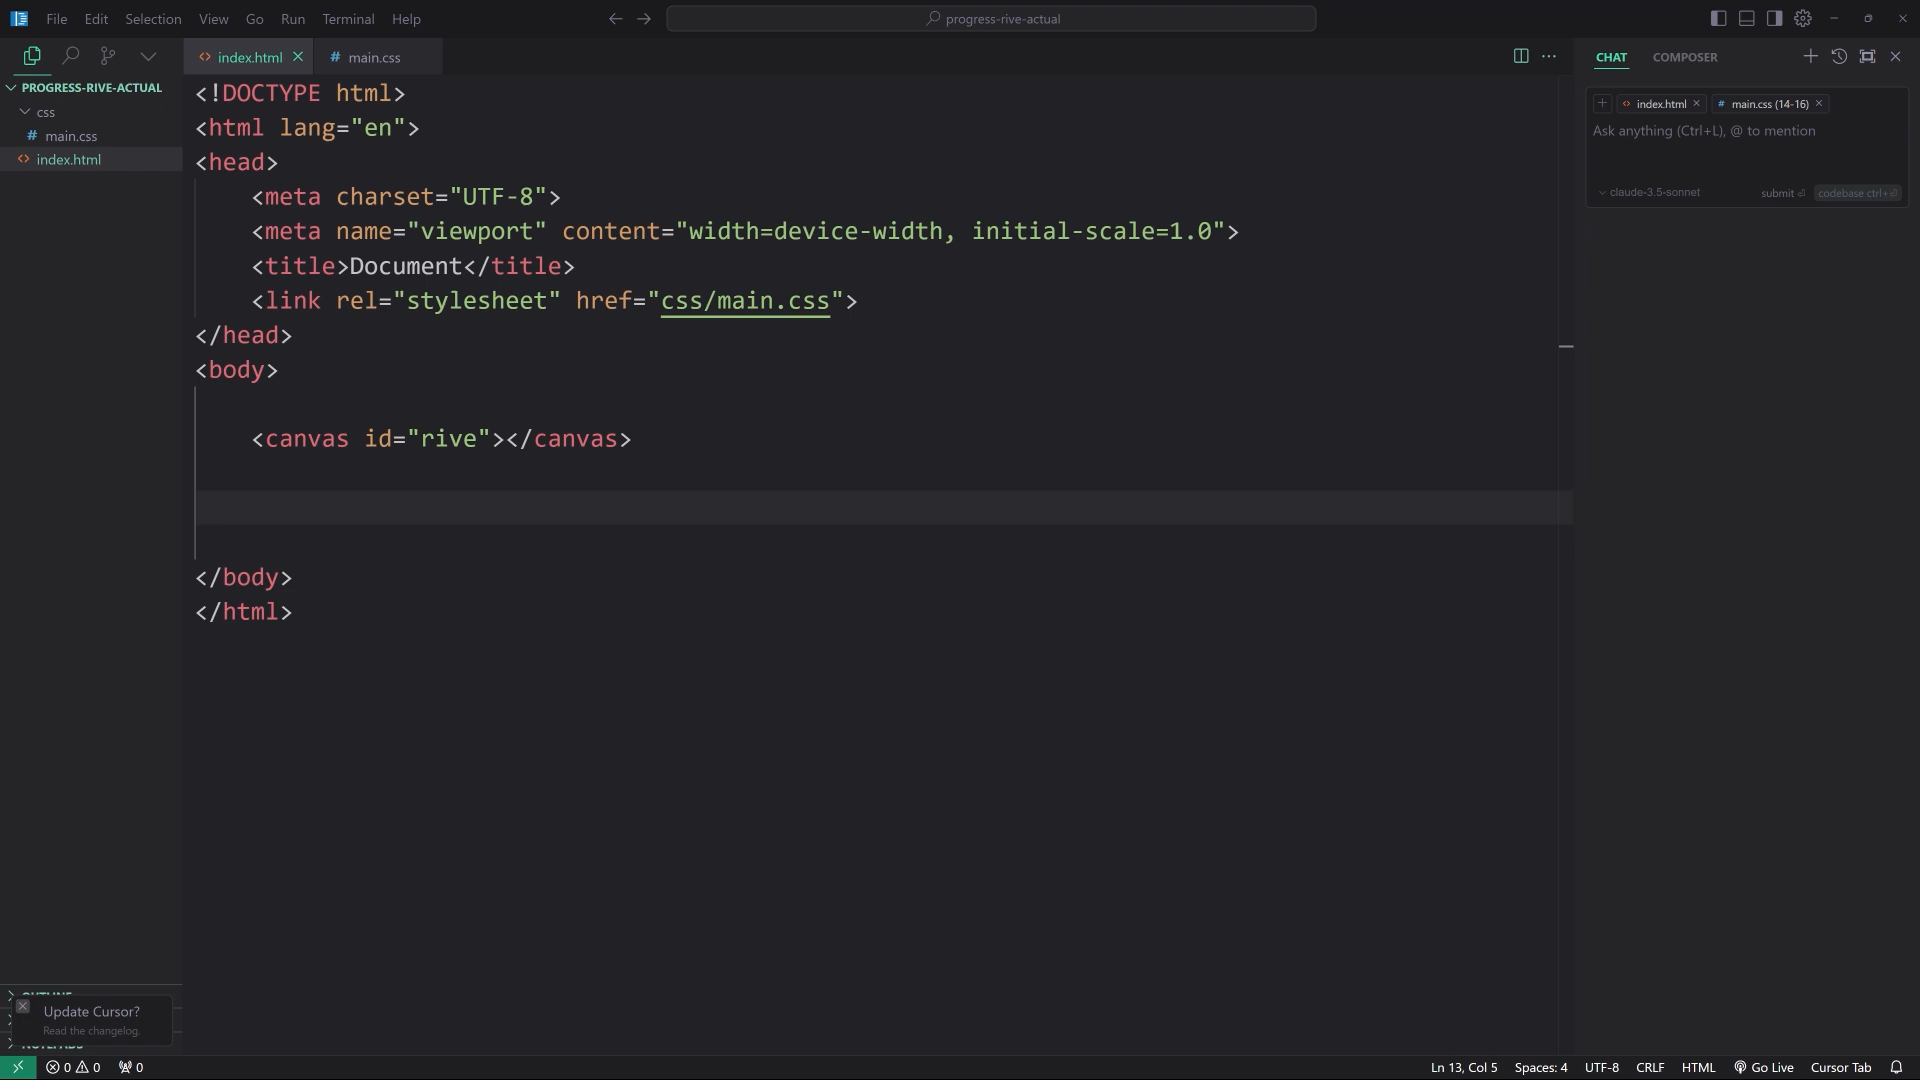 File Edit Selection View Go Run Terminal Help
progress-rive-actual
index.html
# main.css
CHAT
COMPOSER
PROGRESS-RIVE-ACTUAL
css
# main.css
<> index.html
<!DOCTYPE html>
<html lang="en">
<head>
<meta charset="UTF-8">
<meta name="viewport" content="width=device-width, initial-scale=1.0">
<title>Document</title>
<link rel="stylesheet" href="css/main.css">
</head>
<body>
<canvas id="rive"></canvas>
</body>
</html>
<> index.html
# main.css (14-16)
Ask anything (Ctrl+L), @ to mention
claude-3.5-sonnet
submit ⏎
codebase ctrl+⏎
Update Cursor?
Read the changelog.
0 0 0
Ln 13, Col 5
Spaces: 4
UTF-8
CRLF
HTML
Go Live
Cursor Tab